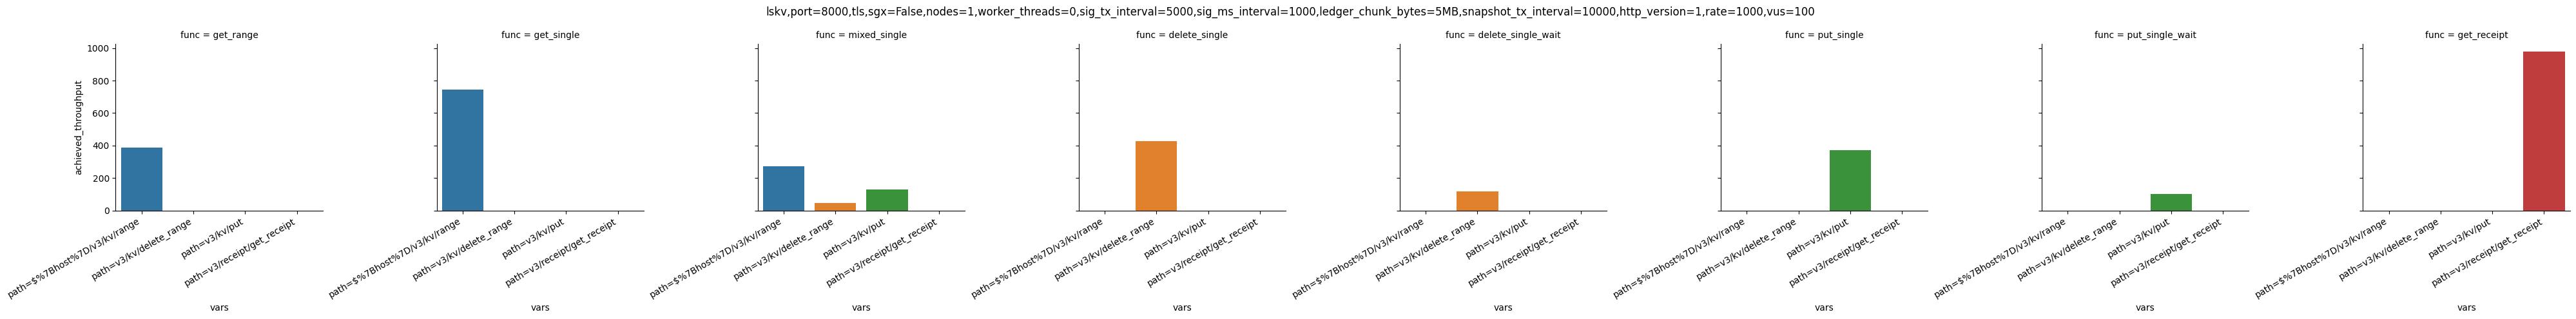 lskv,port=8000,tls,sgx=False,nodes=1,worker_threads=0,sig_tx_interval=5000,sig_ms_interval=1000,ledger_chunk_bytes=5MB,snapshot_tx_interval=10000,http_version=1,rate=1000,vus=100
func = get_range
func = get_single
func = mixed_single
func = delete_single
func = delete_single_wait
func = put_single
func = put_single_wait
func = get_receipt
achieved_throughput
1000
800
600
400
200
0
path=$%7Bhost%7D/v3/kv/range
path=v3/kv/delete_range
path=v3/kv/put
path=v3/receipt/get_receipt
vars
path=$%7Bhost%7D/v3/kv/range
path=v3/kv/delete_range
path=v3/kv/put
path=v3/receipt/get_receipt
vars
path=$%7Bhost%7D/v3/kv/range
path=v3/kv/delete_range
path=v3/kv/put
path=v3/receipt/get_receipt
vars
path=$%7Bhost%7D/v3/kv/range
path=v3/kv/delete_range
path=v3/kv/put
path=v3/receipt/get_receipt
vars
path=$%7Bhost%7D/v3/kv/range
path=v3/kv/delete_range
path=v3/kv/put
path=v3/receipt/get_receipt
vars
path=$%7Bhost%7D/v3/kv/range
path=v3/kv/delete_range
path=v3/kv/put
path=v3/receipt/get_receipt
vars
path=$%7Bhost%7D/v3/kv/range
path=v3/kv/delete_range
path=v3/kv/put
path=v3/receipt/get_receipt
vars
path=$%7Bhost%7D/v3/kv/range
path=v3/kv/delete_range
path=v3/kv/put
path=v3/receipt/get_receipt
vars